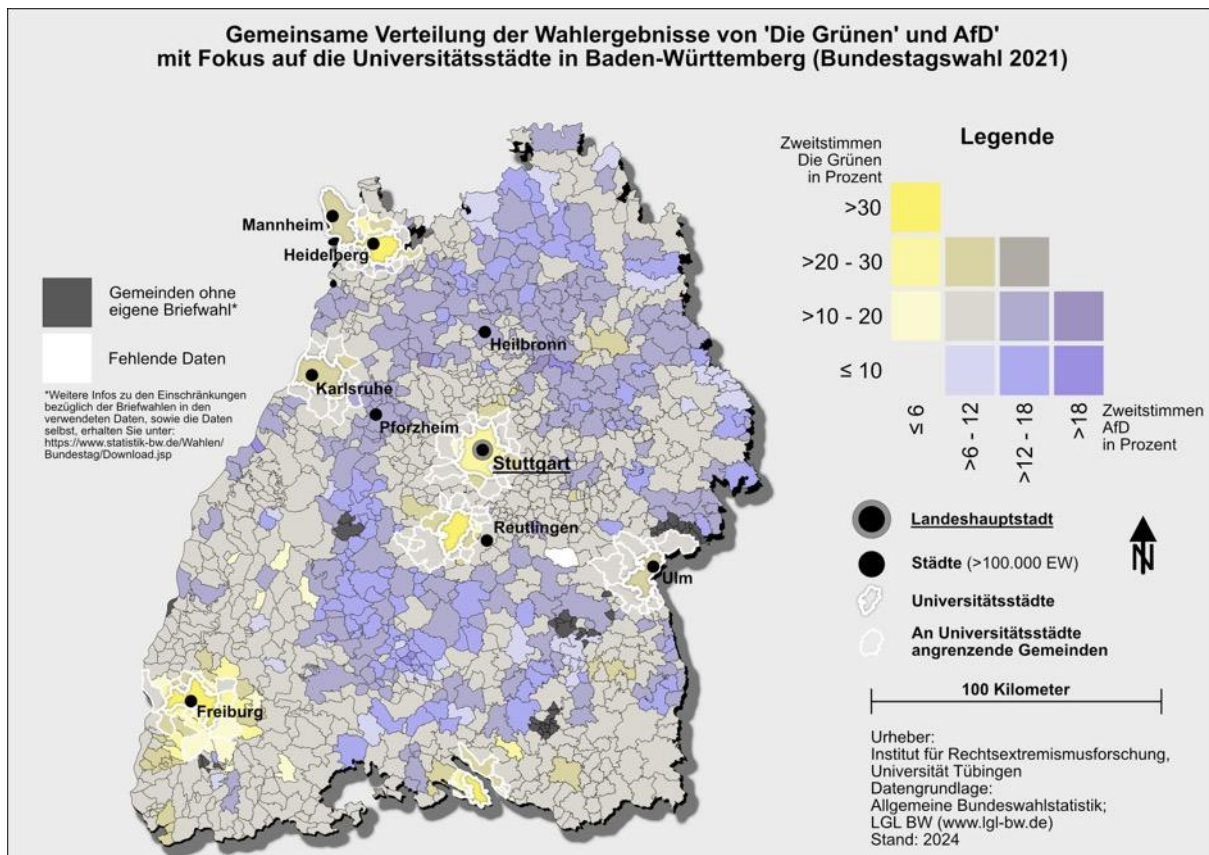 Gemeinsame Verteilung der Wahlergebnisse von 'Die Grünen' und AfD'
mit Fokus auf die Universitätsstädte in Baden-Württemberg (Bundestagswahl 2021)
Legende
Zweitstimmen
Die Grünen
in Prozent
>30
>20 - 30
>10 - 20
≤ 10
≤6
>6 - 12
>12 - 18
>18
Zweitstimmen
AfD
in Prozent
Gemeinden ohne
eigene Briefwahl*
Fehlende Daten
*Weitere Infos zu den Einschränkungen
bezüglich der Briefwahlen in den
verwendeten Daten, sowie die Daten
selbst, erhalten Sie unter:
https://www.statistik-bw.de/Wahlen/
Bundestag/Download.jsp
Mannheim
Heidelberg
Heilbronn
Karlsruhe
Pforzheim
Stuttgart
Reutlingen
Ulm
Freiburg
Landeshauptstadt
Städte (>100.000 EW)
Universitätsstädte
An Universitätsstädte
angrenzende Gemeinden
N
100 Kilometer
Urheber:
Institut für Rechtsextremismusforschung,
Universität Tübingen
Datengrundlage:
Allgemeine Bundeswahlstatistik;
LGL BW (www.lgl-bw.de)
Stand: 2024